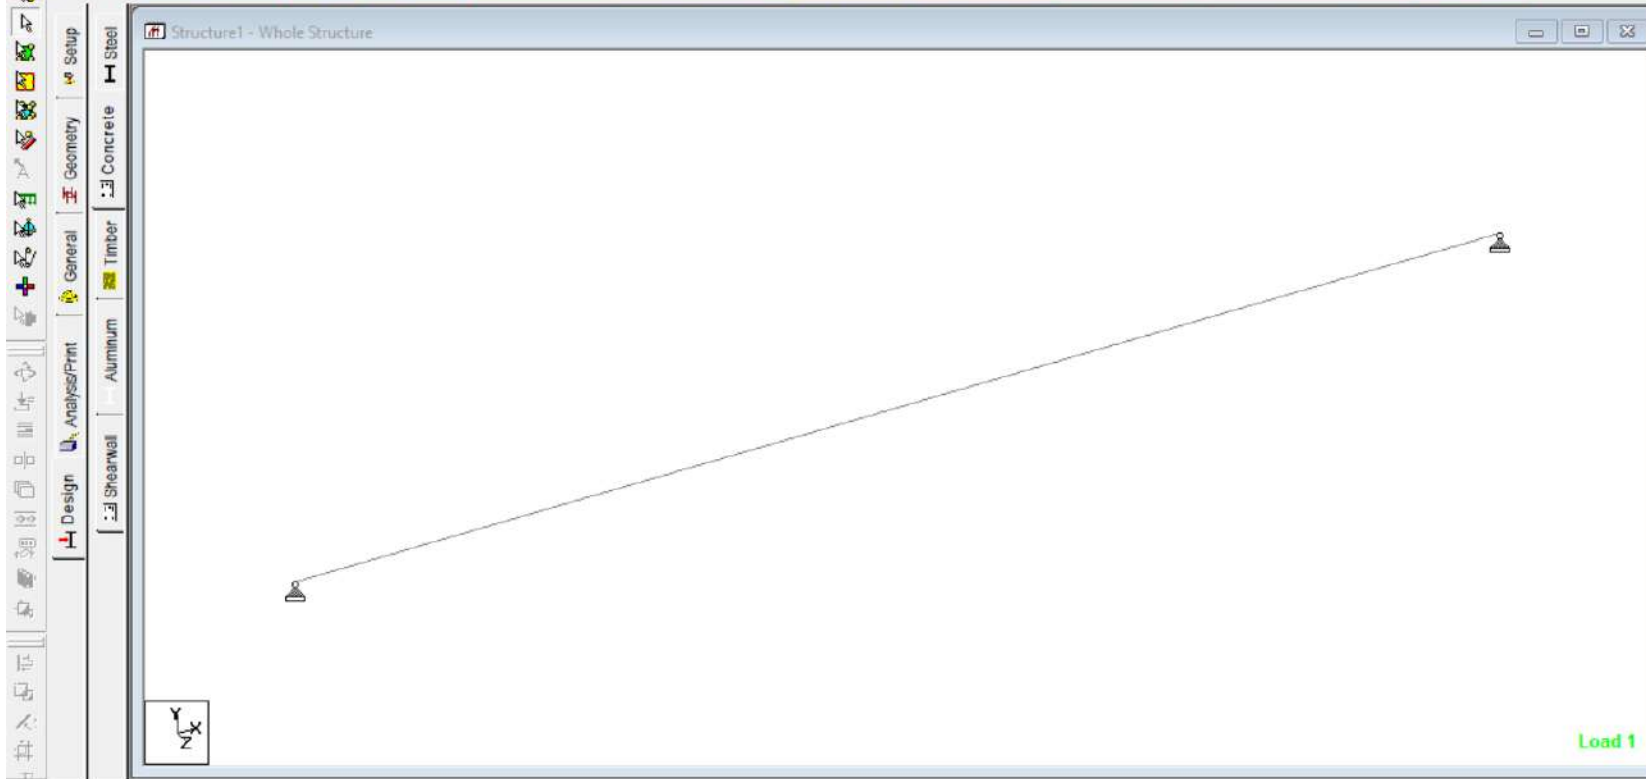 Structure1 - Whole Structure
Setup
Geometry
General
Analysis/Print
Design
Steel
Concrete
Timber
Aluminum
Shearwall
Y
X
Z
Load 1